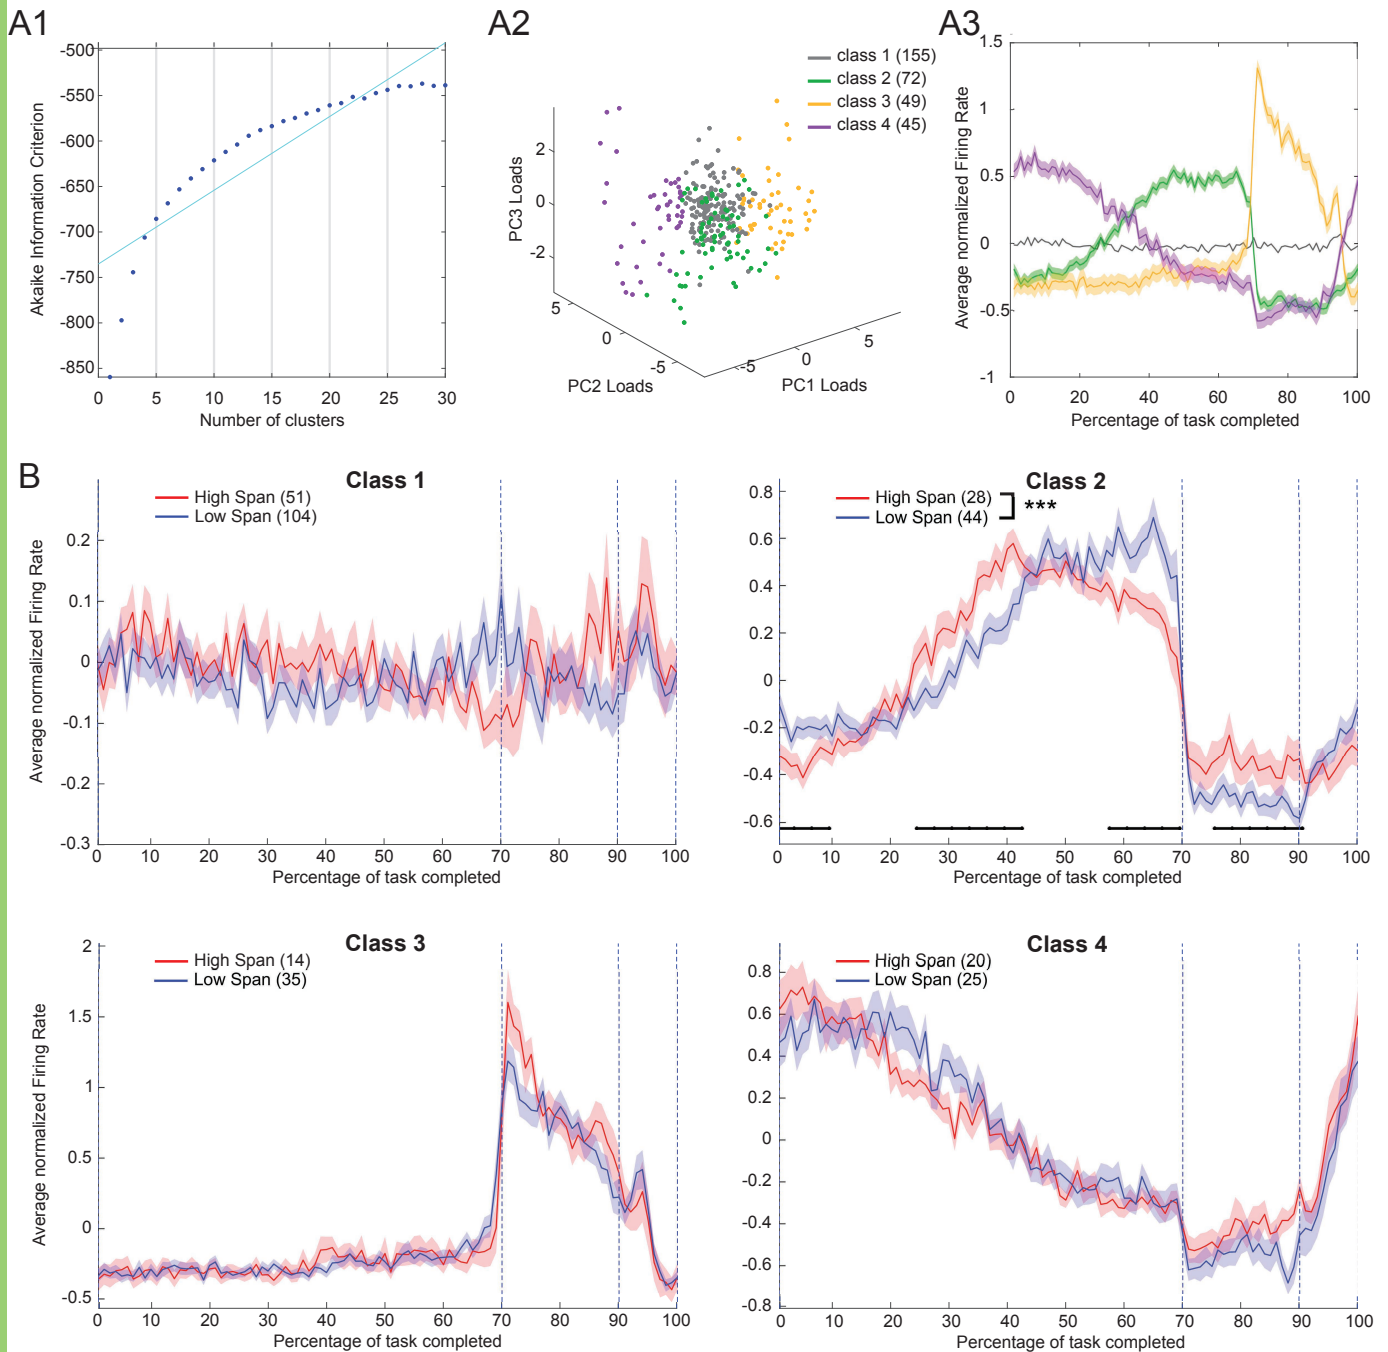 A1
Akaike Information Criterion
-500
-550
-600
-650
-700
-750
-800
-850
0 5 10 15 20 25 30
Number of clusters
A2
class 1 (155)
class 2 (72)
class 3 (49)
class 4 (45)
PC3 Loads
2
0
-2
5
0
-5
PC2 Loads
-5
0
5
PC1 Loads
A3
Average normalized Firing Rate
1.5
1
0.5
0
-0.5
-1
0 20 40 60 80 100
Percentage of task completed
B
Class 1
High Span (51)
Low Span (104)
Average normalized Firing Rate
0.2
0.1
0
-0.1
-0.2
-0.3
0 10 20 30 40 50 60 70 80 90 100
Percentage of task completed
Class 2
High Span (28)
Low Span (44)
***
0.8
0.6
0.4
0.2
0
-0.2
-0.4
-0.6
0 10 20 30 40 50 60 70 80 90 100
Percentage of task completed
Class 3
High Span (14)
Low Span (35)
Average normalized Firing Rate
2
1.5
1
0.5
0
-0.5
0 10 20 30 40 50 60 70 80 90 100
Percentage of task completed
Class 4
High Span (20)
Low Span (25)
0.8
0.6
0.4
0.2
0
-0.2
-0.4
-0.6
-0.8
0 10 20 30 40 50 60 70 80 90 100
Percentage of task completed